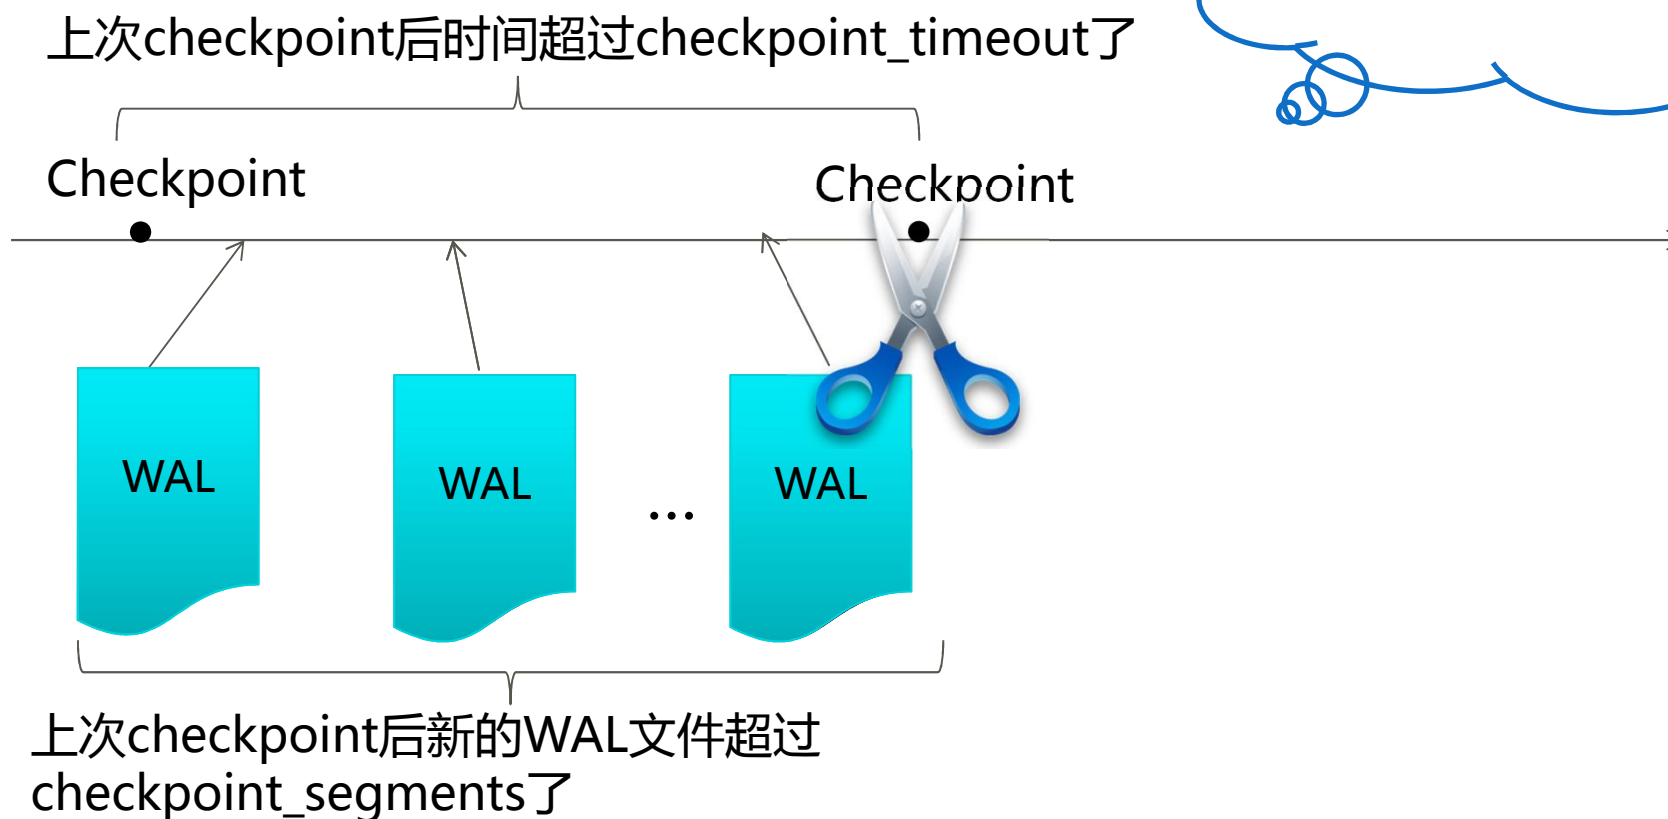 上次checkpoint后时间超过checkpoint_timeout了
Checkpoint
Checkpoint
WAL
WAL
...
WAL
上次checkpoint后新的WAL文件超过
checkpoint_segments了